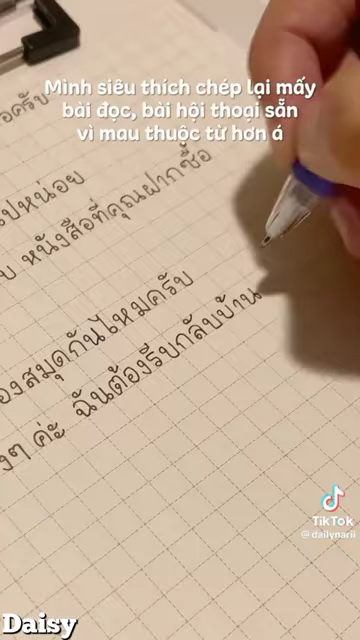 Mình siêu thích chép lại mấy
bài đọc, bài hội thoại sẵn
vì mau thuộc từ hơn á
อครับ
ไปหน่อย
หนังสือที่คุณฝากซื้อ
องสมุดกันไหมครับ
งๆ ค่ะ ฉันต้องรีบกลับบ้าน
TikTok
@dailynarii
Daisy